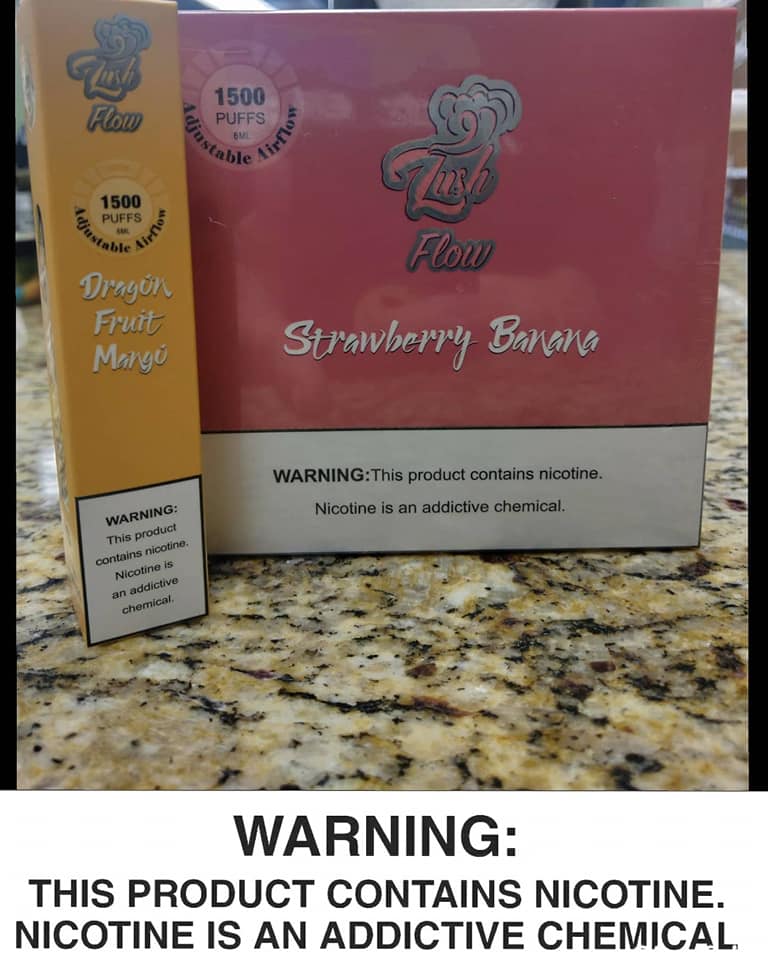 Lush
Flow
1500
PUFFS
6ML
Adjustable Airflow
Dragon
Fruit
Mango
WARNING:
This product
contains nicotine.
Nicotine is
an addictive
chemical.
1500
PUFFS
6ML
Adjustable Airflow
Lush
Flow
Strawberry Banana
WARNING:This product contains nicotine.
Nicotine is an addictive chemical.
WARNING:
THIS PRODUCT CONTAINS NICOTINE.
NICOTINE IS AN ADDICTIVE CHEMICAL